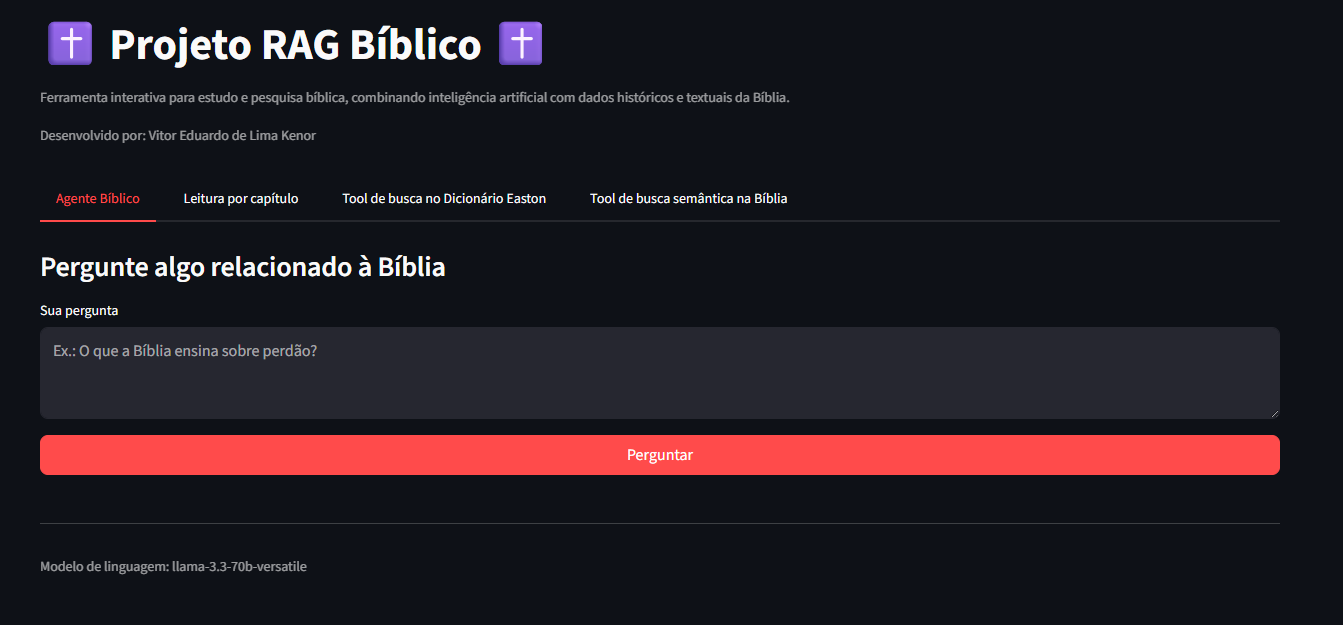 Projeto RAG Bíblico
Ferramenta interativa para estudo e pesquisa bíblica, combinando inteligência artificial com dados históricos e textuais da Bíblia.
Desenvolvido por: Vitor Eduardo de Lima Kenor
Agente Bíblico Leitura por capítulo Tool de busca no Dicionário Easton Tool de busca semântica na Bíblia
Pergunte algo relacionado à Bíblia
Sua pergunta
Ex.: O que a Bíblia ensina sobre perdão?
Perguntar
Modelo de linguagem: llama-3.3-70b-versatile